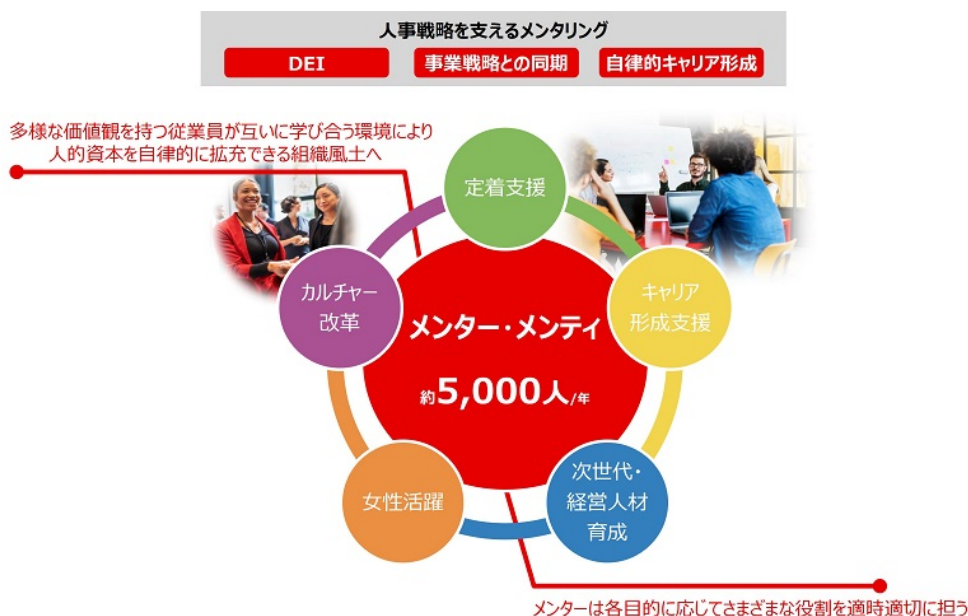 人事戦略を支えるメンタリング
DEI
事業戦略との同期
自律的キャリア形成
多様な価値観を持つ従業員が互いに学び合う環境により
人的資本を自律的に拡充できる組織風土へ
定着支援
カルチャー
改革
キャリア
形成支援
メンター・メンティ
約5,000人/年
女性活躍
次世代・
経営人材
育成
メンターは各目的に応じてさまざまな役割を適時適切に担う